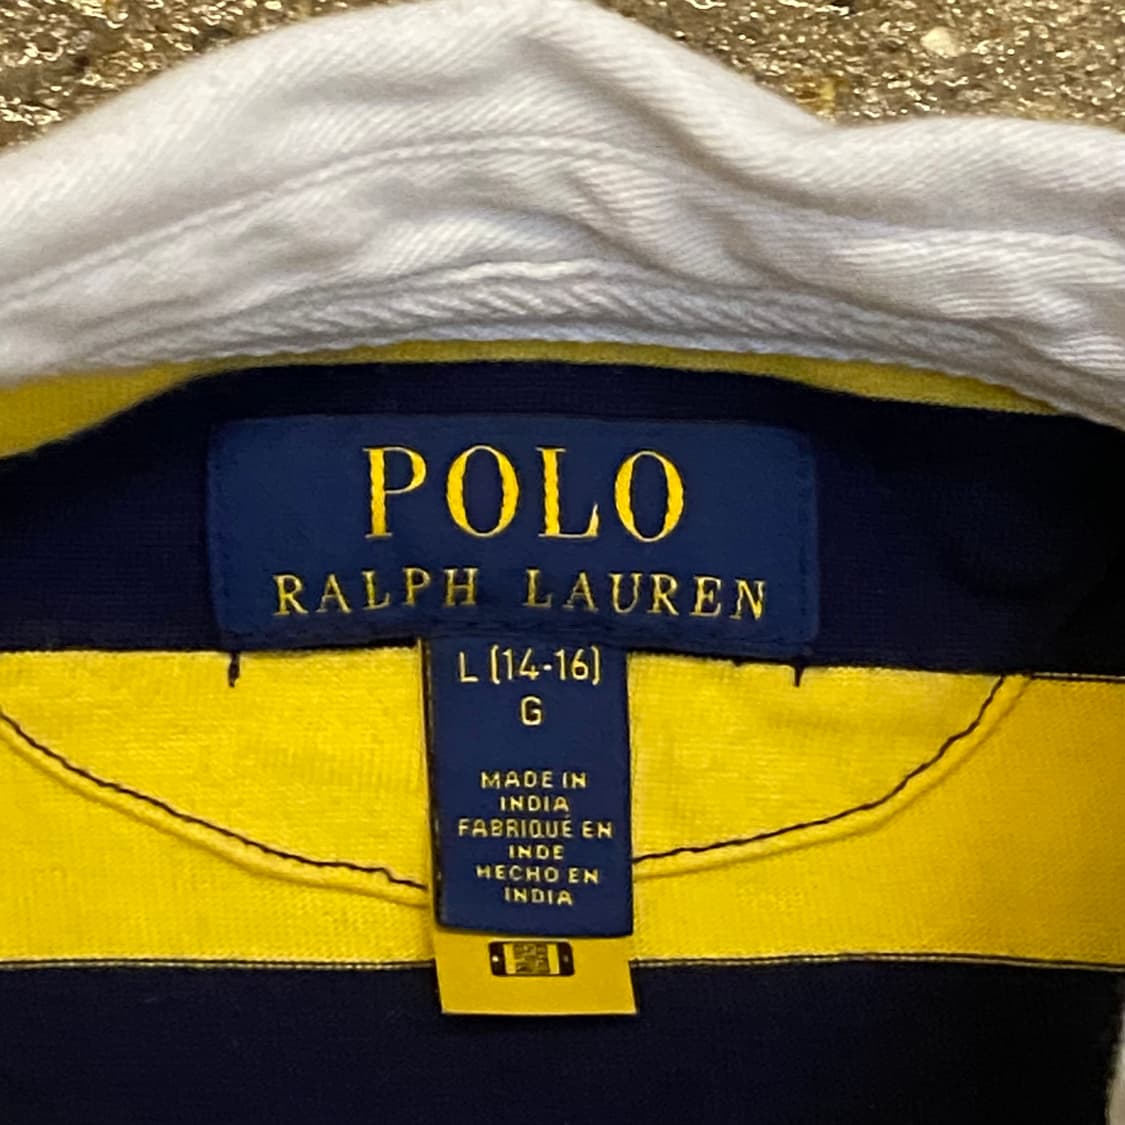 POLO
RALPH LAUREN
L (14-16)
G
MADE IN
INDIA
FABRIQUÉ EN
INDE
HECHO EN
INDIA